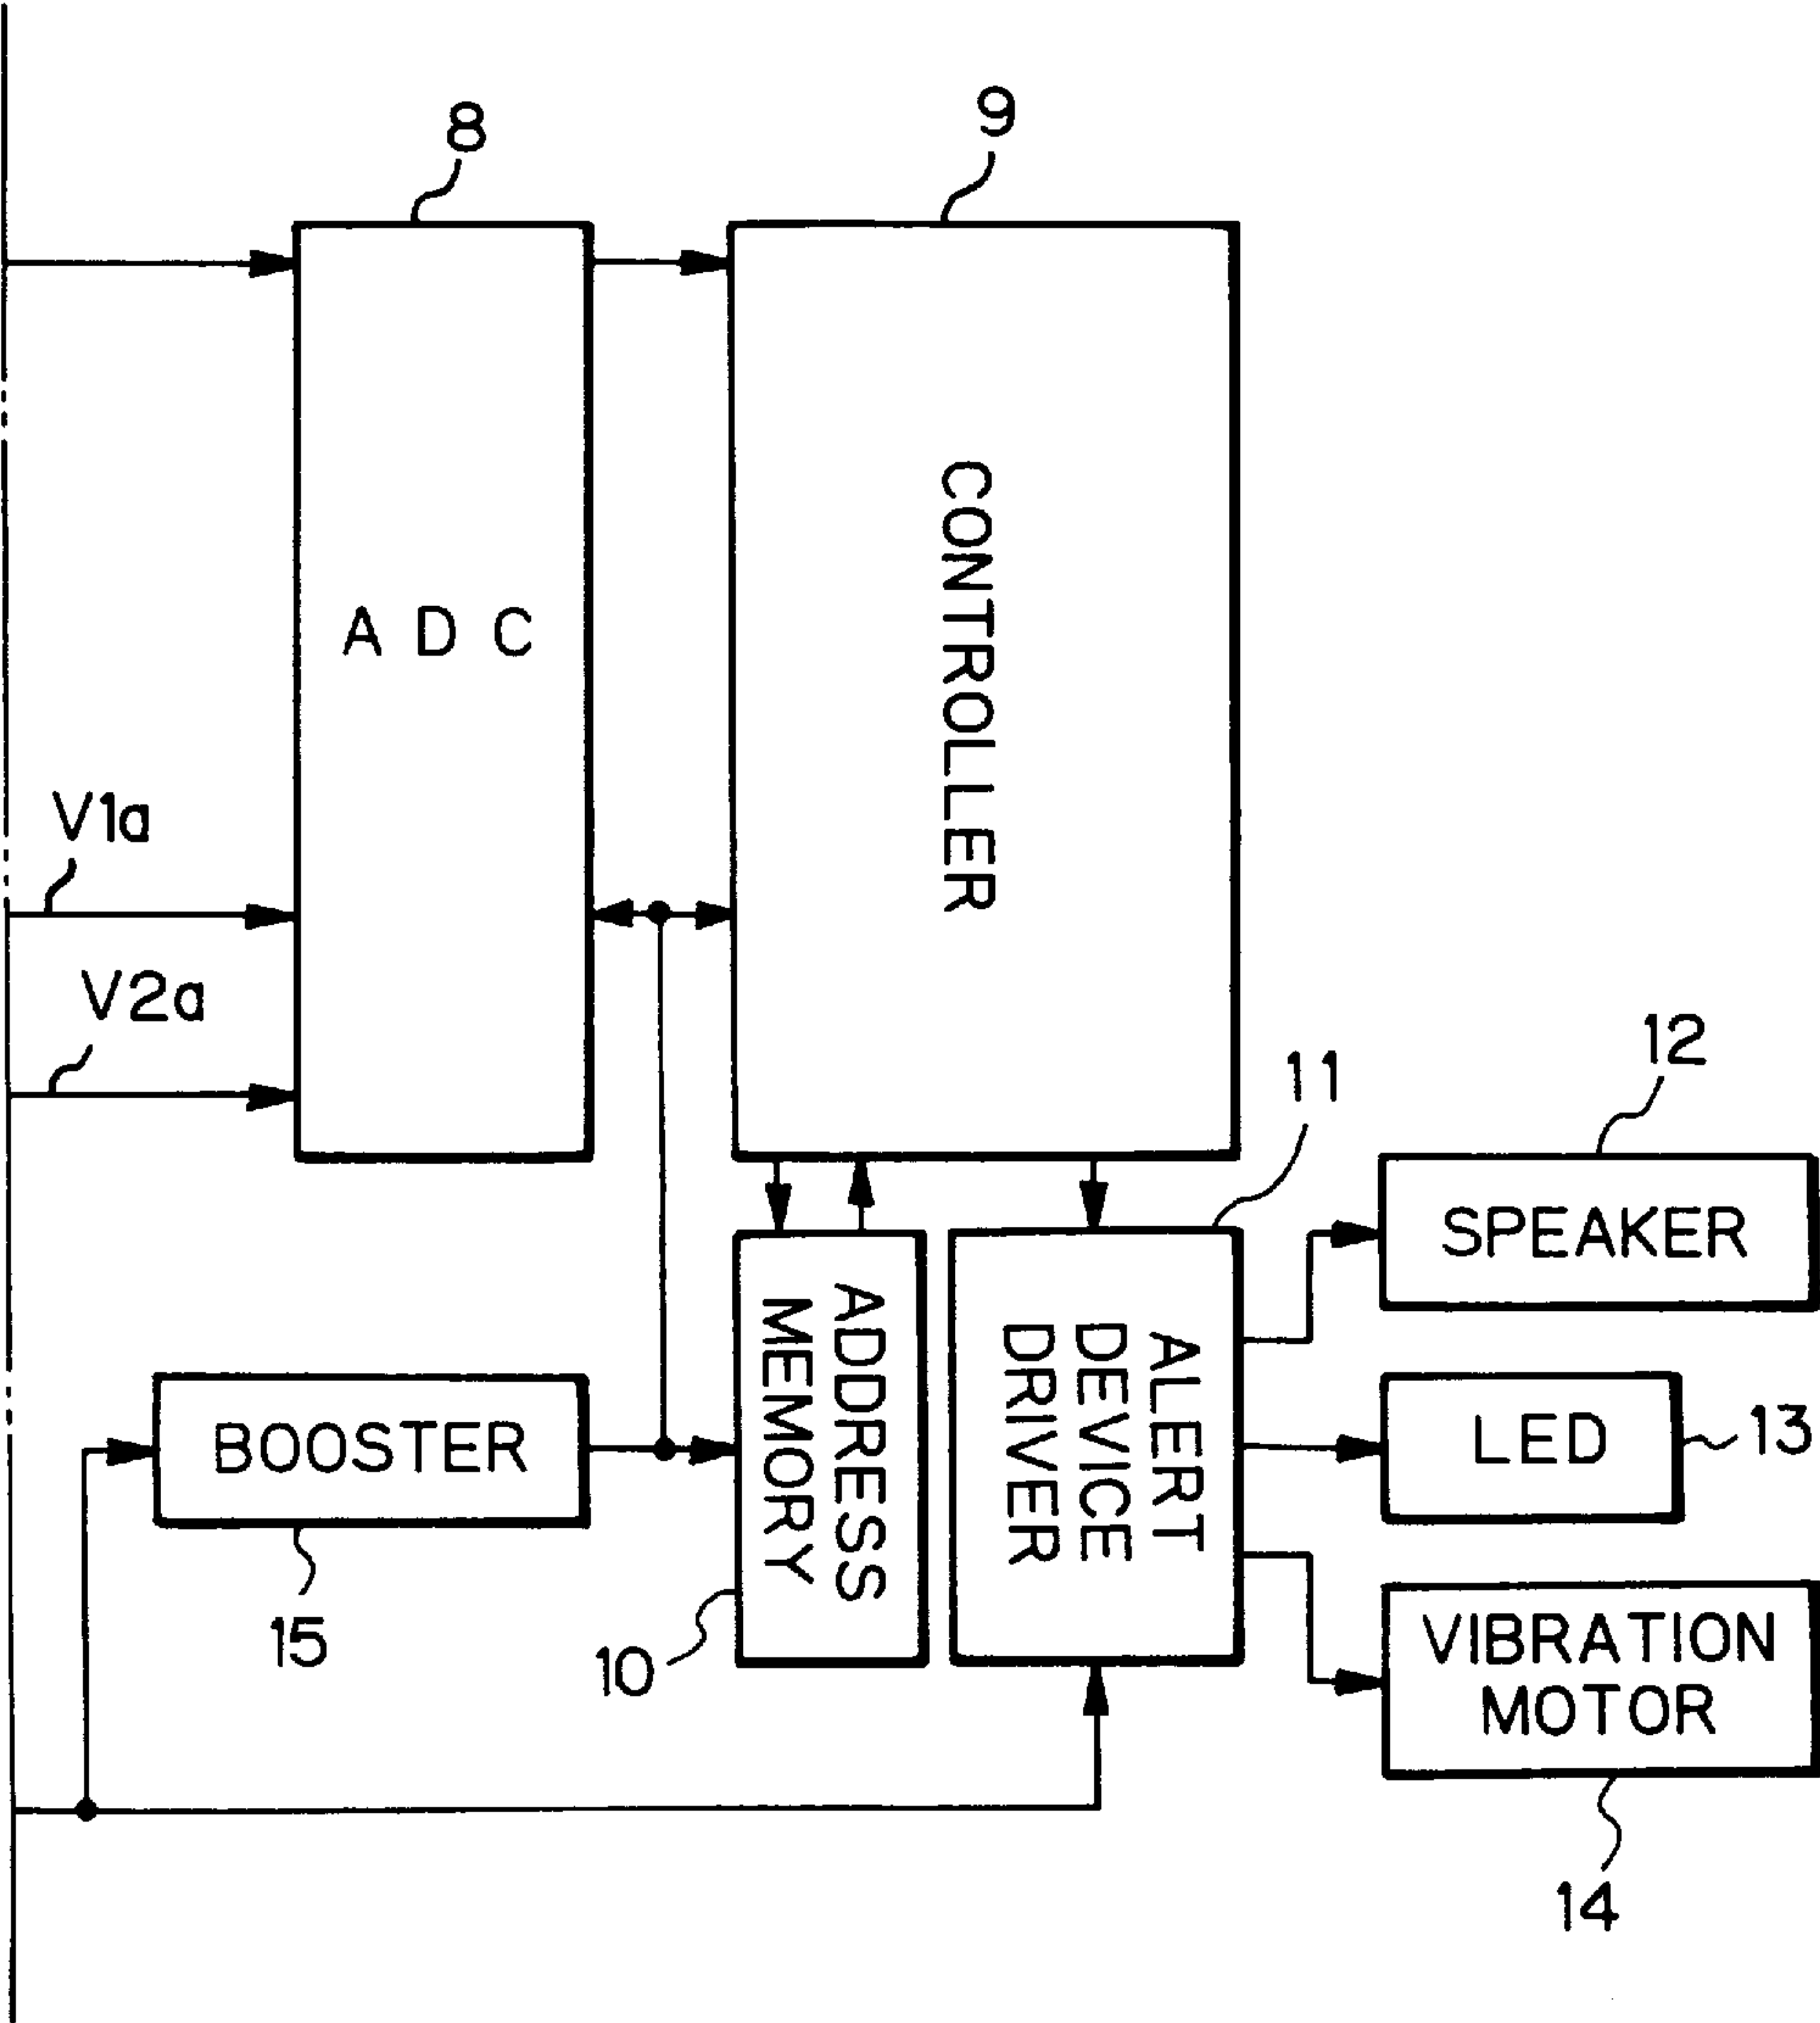 8
9
A D C
CONTROLLER
V1a
V2a
11
12
SPEAKER
ADDRESS
MEMORY
ALERT
DEVICE
DRIVER
BOOSTER
LED
13
15
10
VIBRATION
MOTOR
14